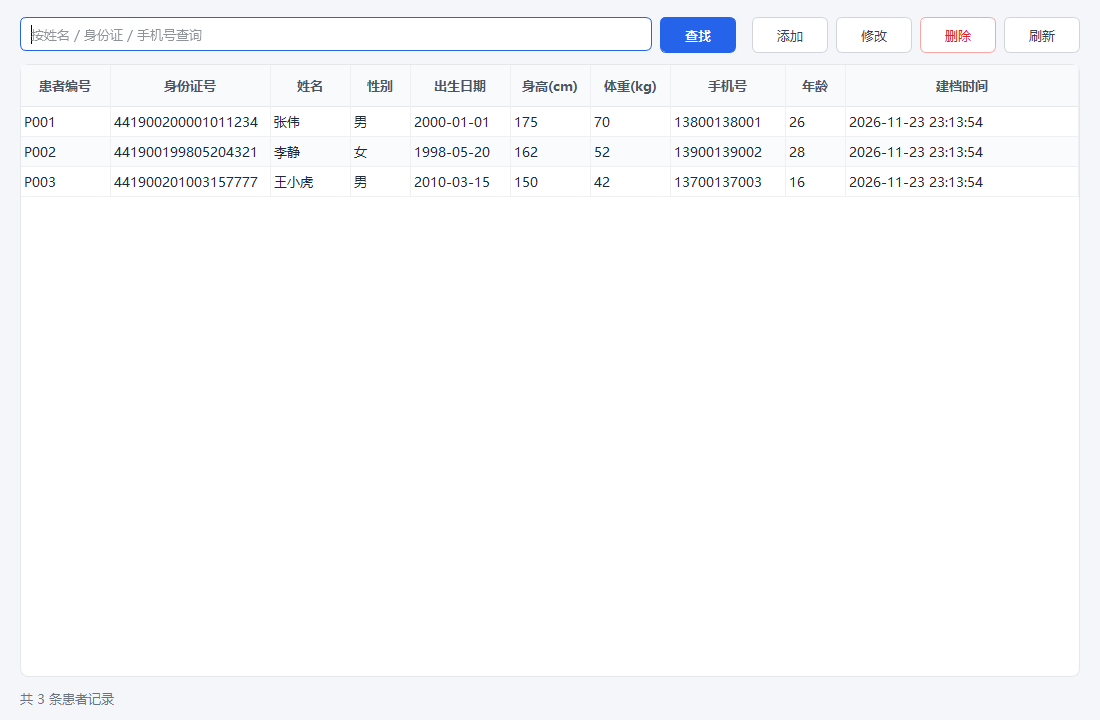 按姓名 / 身份证 / 手机号查询 查找 添加 修改 删除 刷新
患者编号 身份证号 姓名 性别 出生日期 身高(cm) 体重(kg) 手机号 年龄 建档时间
P001 441900200001011234 张伟 男 2000-01-01 175 70 13800138001 26 2026-11-23 23:13:54
P002 441900199805204321 李静 女 1998-05-20 162 52 13900139002 28 2026-11-23 23:13:54
P003 441900201003157777 王小虎 男 2010-03-15 150 42 13700137003 16 2026-11-23 23:13:54
共 3 条患者记录